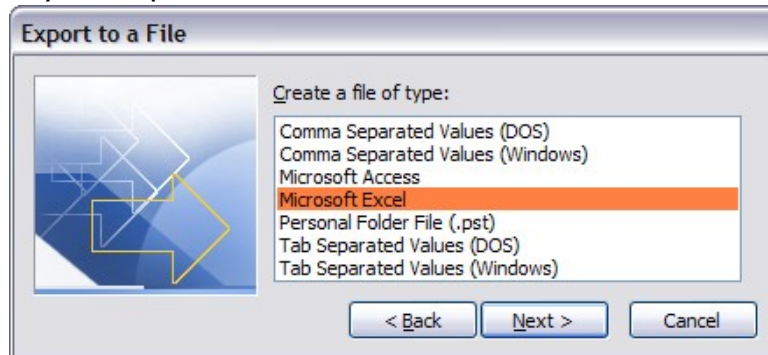 Export to a File
Create a file of type:
Comma Separated Values (DOS)
Comma Separated Values (Windows)
Microsoft Access
Microsoft Excel
Personal Folder File (.pst)
Tab Separated Values (DOS)
Tab Separated Values (Windows)
< Back Next > Cancel